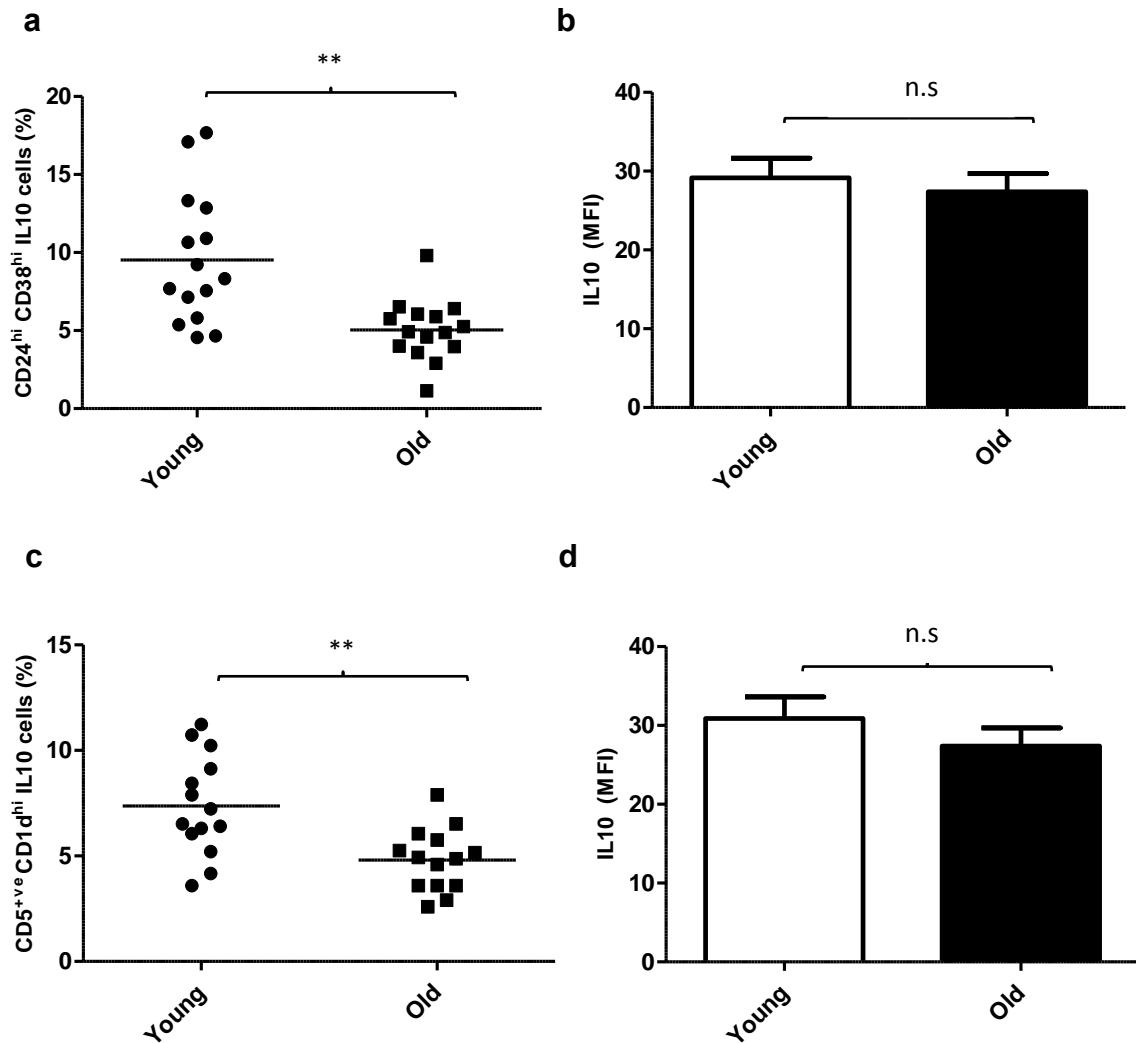 a
**
CD24hi CD38hi IL10 cells (%)
20
15
10
5
0
Young
Old
b
n.s
IL10 (MFI)
40
30
20
10
0
Young
Old
c
**
CD5+ve CD1dhi IL10 cells (%)
15
10
5
0
Young
Old
d
n.s
IL10 (MFI)
40
30
20
10
0
Young
Old